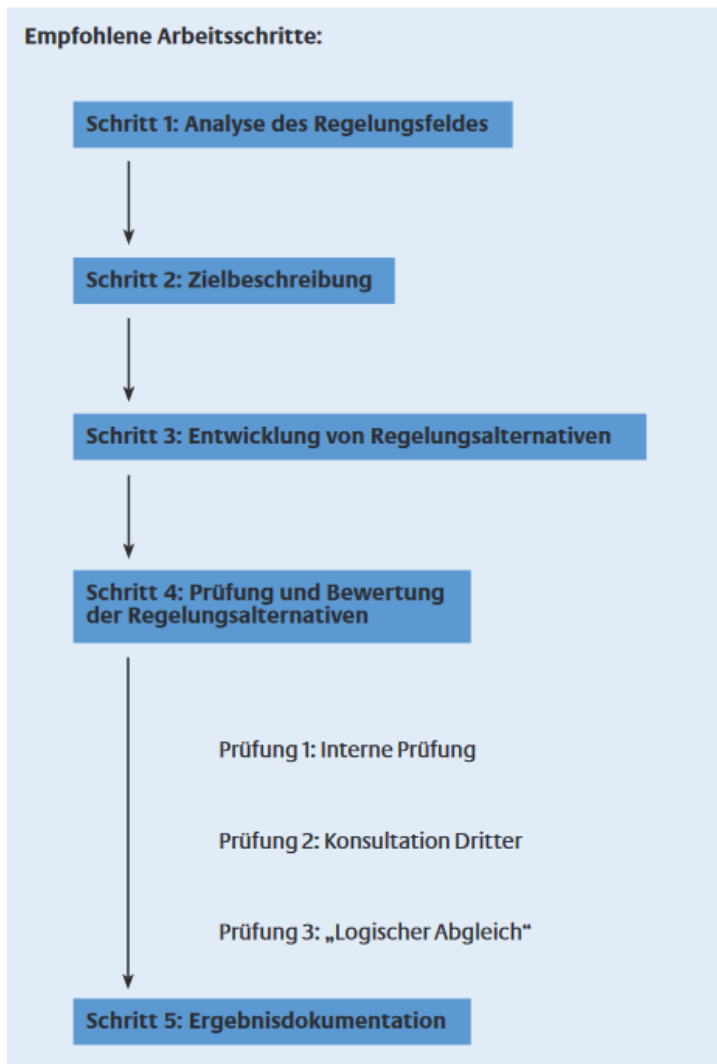 Empfohlene Arbeitsschritte:
Schritt 1: Analyse des Regelungsfeldes
Schritt 2: Zielbeschreibung
Schritt 3: Entwicklung von Regelungsalternativen
Schritt 4: Prüfung und Bewertung
der Regelungsalternativen
Prüfung 1: Interne Prüfung
Prüfung 2: Konsultation Dritter
Prüfung 3: „Logischer Abgleich“
Schritt 5: Ergebnisdokumentation